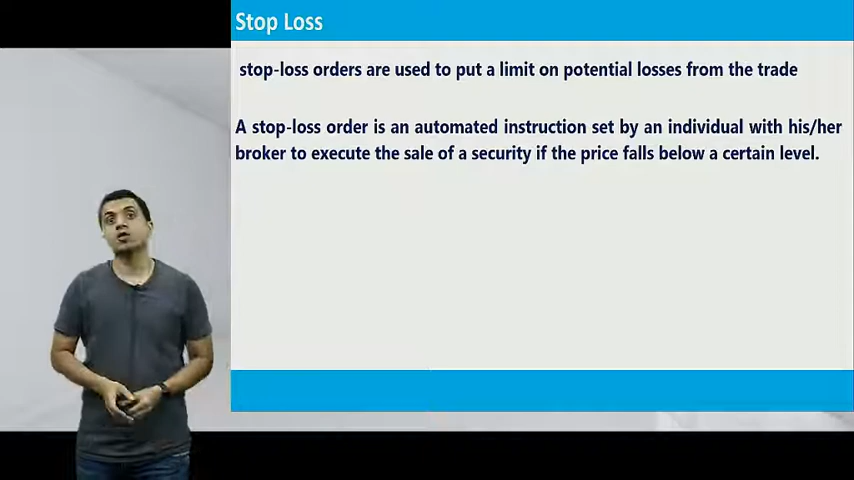 Stop Loss
stop-loss orders are used to put a limit on potential losses from the trade
A stop-loss order is an automated instruction set by an individual with his/her
broker to execute the sale of a security if the price falls below a certain level.